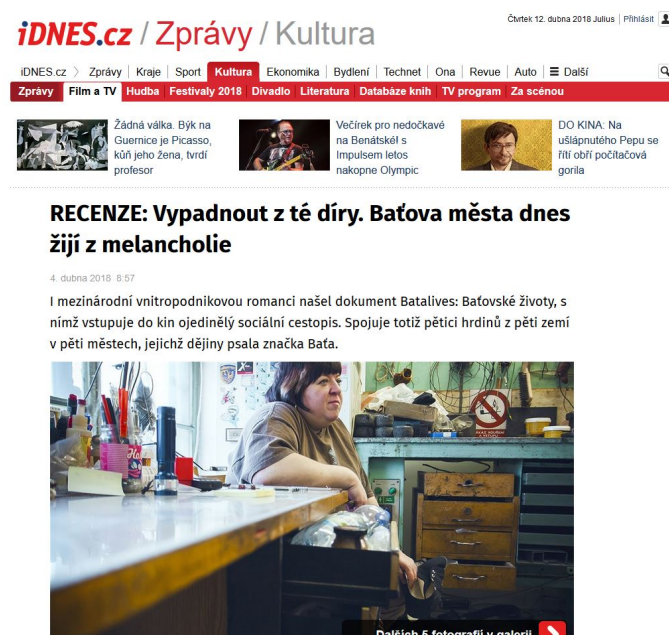 iDNES.cz / Zprávy / Kultura
Čtvrtek 12. dubna 2018 Julius | Přihlásit
iDNES.cz > Zprávy | Kraje | Sport | Kultura | Ekonomika | Bydlení | Technet | Ona | Revue | Auto | ☰ Další
Zprávy | Film a TV | Hudba | Festivaly 2018 | Divadlo | Literatura | Databáze knih | TV program | Za scénou
Žádná válka. Býk na
Guernice je Picasso,
kůň jeho žena, tvrdí
profesor
Večírek pro nedočkavé
na Benátské! s
Impulsem letos
nakopne Olympic
DO KINA: Na
ušlápnutého Pepu se
řítí obří počítačová
gorila
RECENZE: Vypadnout z té díry. Baťova města dnes
žijí z melancholie
4. dubna 2018 8:57
I mezinárodní vnitropodnikovou romanci našel dokument Batalives: Baťovské životy, s
nímž vstupuje do kin ojedinělý sociální cestopis. Spojuje totiž pětici hrdinů z pěti zemí
v pěti městech, jejichž dějiny psala značka Baťa.
Dalších 5 fotografií v galerii